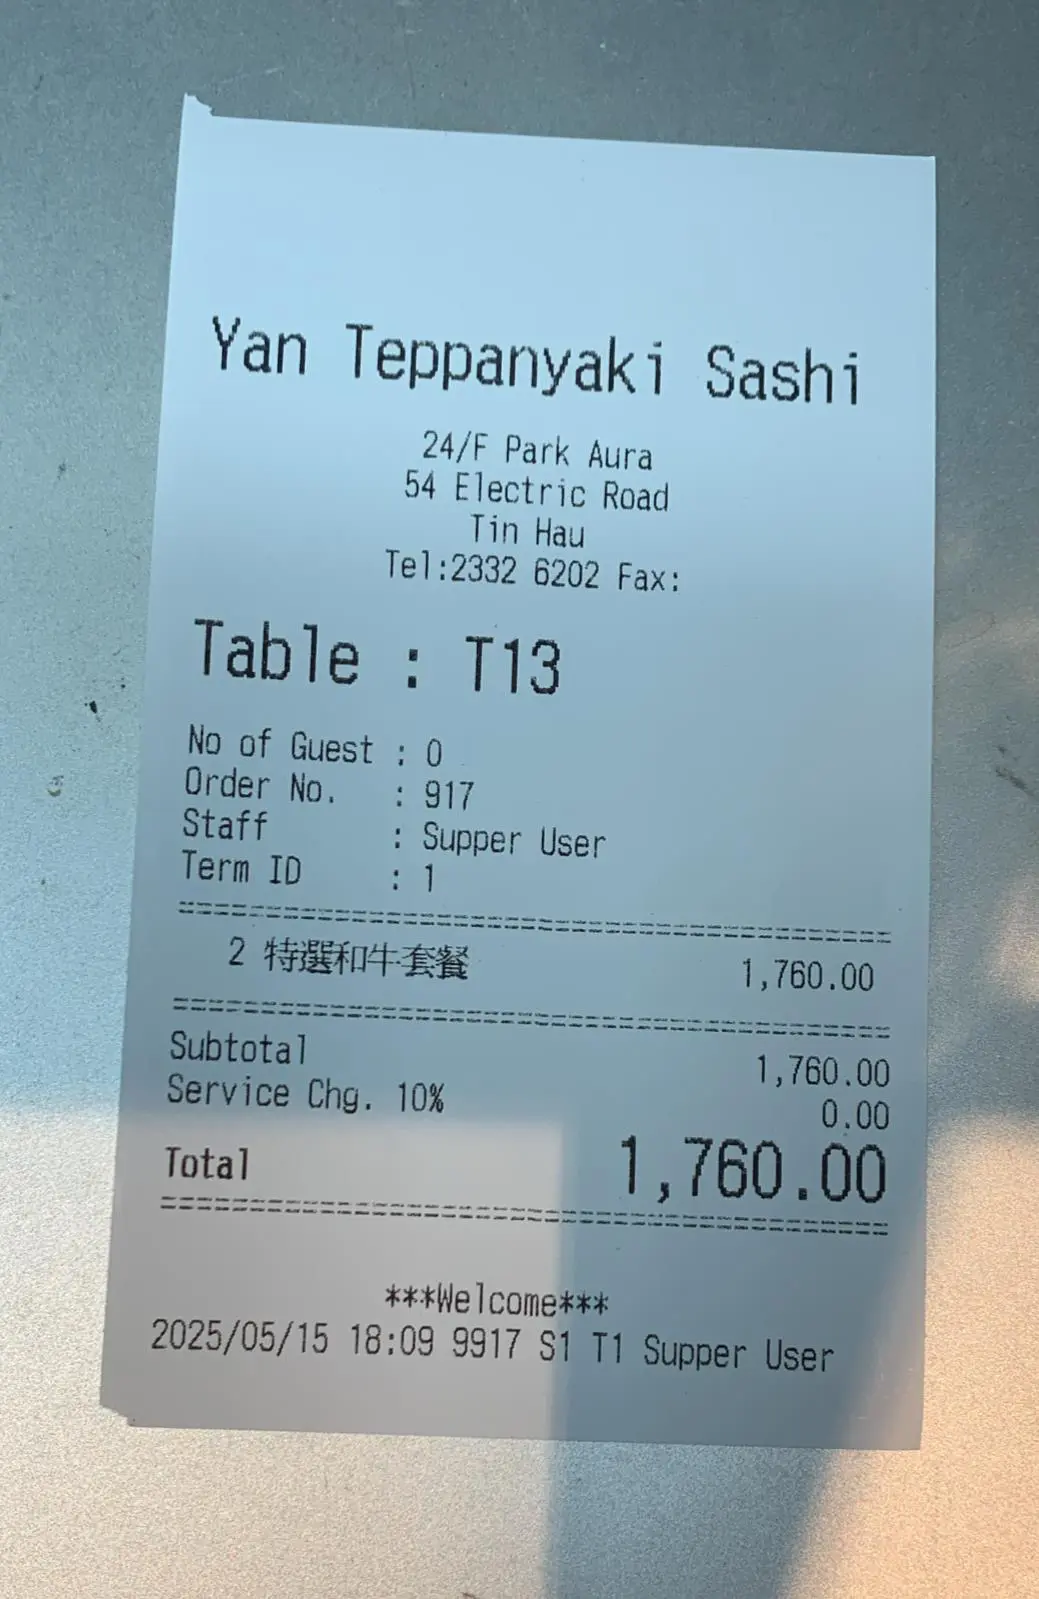 Yan Teppanyaki Sashi
24/F Park Aura
54 Electric Road
Tin Hau
Tel:2332 6202 Fax:
Table : T13
No of Guest : 0
Order No. : 917
Staff : Supper User
Term ID : 1
2 特選和牛套餐 1,760.00
Subtotal 1,760.00
Service Chg. 10% 0.00
Total 1,760.00
***Welcome***
2025/05/15 18:09 9917 S1 T1 Supper User